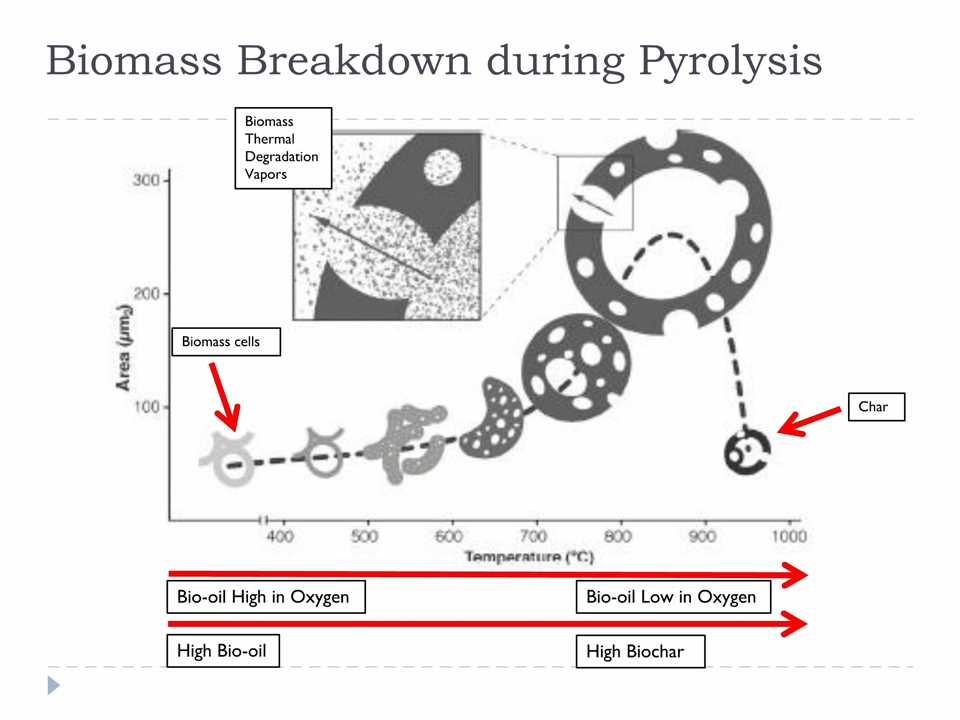 Biomass Breakdown during Pyrolysis
Biomass
Thermal
Degradation
Vapors
300
200
100
Area (µm₂)
Biomass cells
Char
400 500 600 700 800 900 1000
Temperature (°C)
Bio-oil High in Oxygen
Bio-oil Low in Oxygen
High Bio-oil
High Biochar